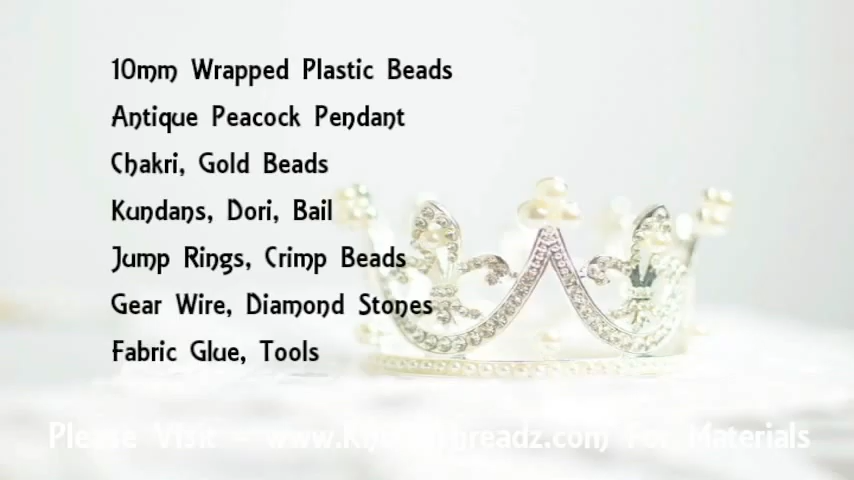 10mm Wrapped Plastic Beads
Antique Peacock Pendant
Chakri, Gold Beads
Kundans, Dori, Bail
Jump Rings, Crimp Beads
Gear Wire, Diamond Stones
Fabric Glue, Tools
Please Visit - For Materials